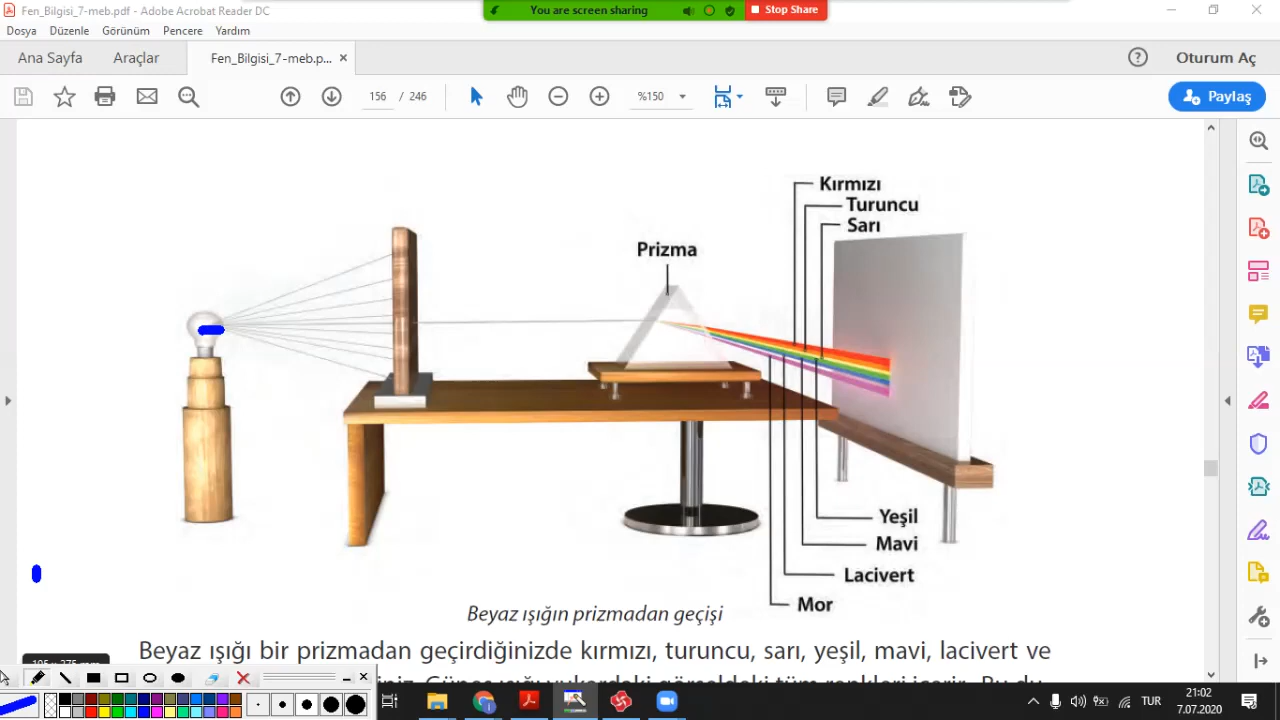 Fen_Bilgisi_7-meb.pdf - Adobe Acrobat Reader DC
You are screen sharing
Stop Share
Dosya Düzenle Görünüm Pencere Yardım
Ana Sayfa Araçlar Fen_Bilgisi_7-meb.p... Oturum Aç
156 / 246 %150 Paylaş
Kırmızı
Turuncu
Sarı
Prizma
Yeşil
Mavi
Lacivert
Mor
Beyaz ışığın prizmadan geçişi
Beyaz ışığı bir prizmadan geçirdiğinizde kırmızı, turuncu, sarı, yeşil, mavi, lacivert ve
TUR
21:02
7.07.2020